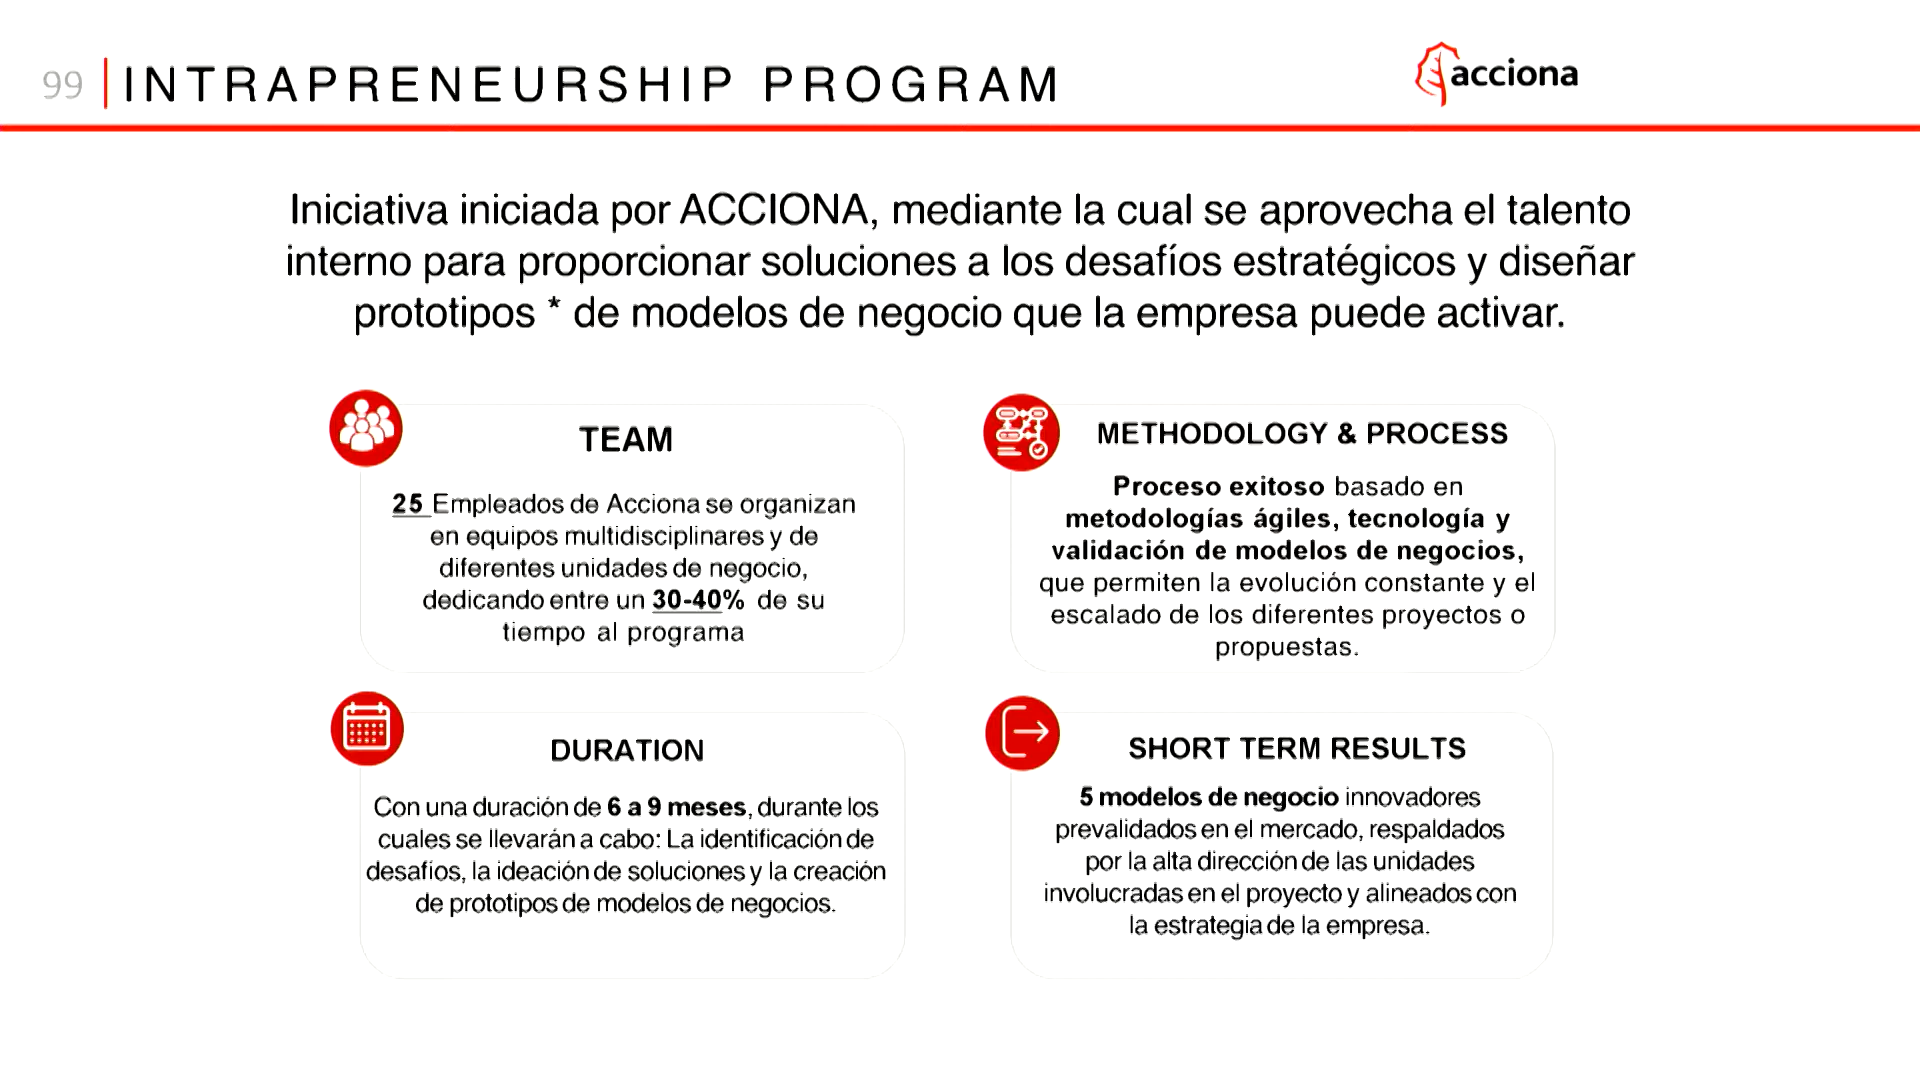 99
INTRAPRENEURSHIP PROGRAM
acciona
Iniciativa iniciada por ACCIONA, mediante la cual se aprovecha el talento
interno para proporcionar soluciones a los desafíos estratégicos y diseñar
prototipos * de modelos de negocio que la empresa puede activar.
TEAM
25 Empleados de Acciona se organizan
en equipos multidisciplinares y de
diferentes unidades de negocio,
dedicando entre un 30-40% de su
tiempo al programa
METHODOLOGY & PROCESS
Proceso exitoso basado en
metodologías ágiles, tecnología y
validación de modelos de negocios,
que permiten la evolución constante y el
escalado de los diferentes proyectos o
propuestas.
DURATION
Con una duración de 6 a 9 meses, durante los
cuales se llevarán a cabo: La identificación de
desafíos, la ideación de soluciones y la creación
de prototipos de modelos de negocios.
SHORT TERM RESULTS
5 modelos de negocio innovadores
prevalidados en el mercado, respaldados
por la alta dirección de las unidades
involucradas en el proyecto y alineados con
la estrategia de la empresa.